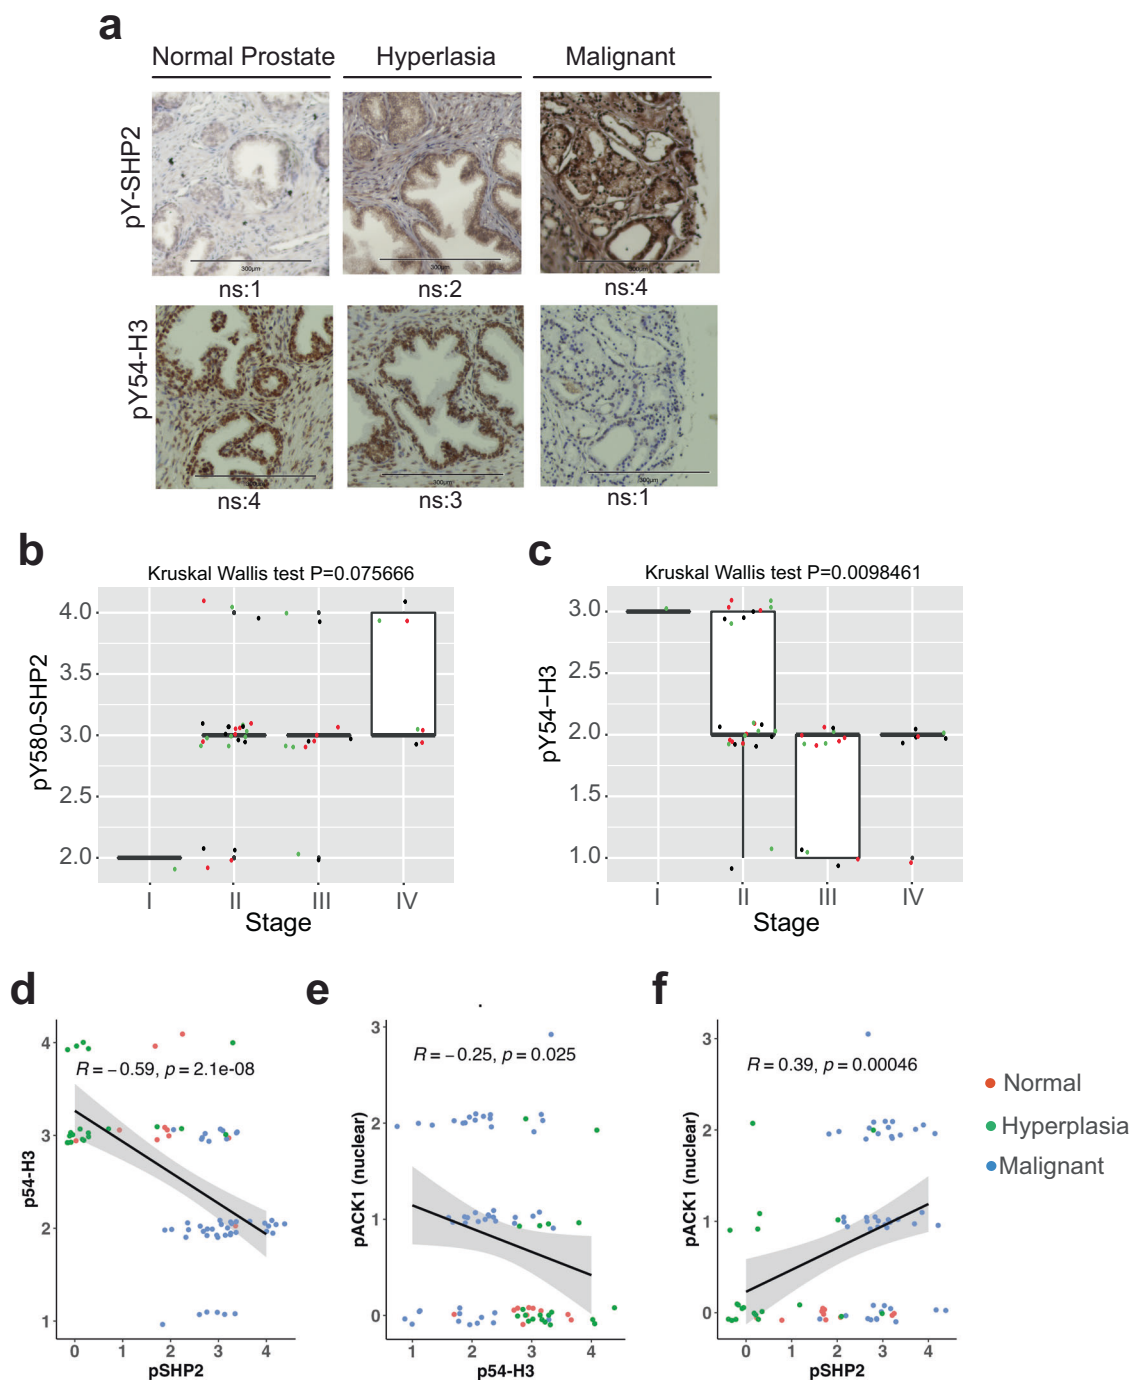 a
Normal Prostate Hyperlasia Malignant
pY-SHP2
300µm 300µm 300µm
ns:1 ns:2 ns:4
pY54-H3
300µm 300µm 300µm
ns:4 ns:3 ns:1
b
Kruskal Wallis test P=0.075666
pY580-SHP2
4.0
3.5
3.0
2.5
2.0
I II III IV
Stage
c
Kruskal Wallis test P=0.0098461
pY54−H3
3.0
2.5
2.0
1.5
1.0
I II III IV
Stage
d
R = −0.59, p = 2.1e-08
p54-H3
4
3
2
1
0 1 2 3 4
pSHP2
e
R = −0.25, p = 0.025
pACK1 (nuclear)
3
2
1
0
1 2 3 4
p54-H3
f
R = 0.39, p = 0.00046
pACK1 (nuclear)
3
2
1
0
0 1 2 3 4
pSHP2
Normal
Hyperplasia
Malignant